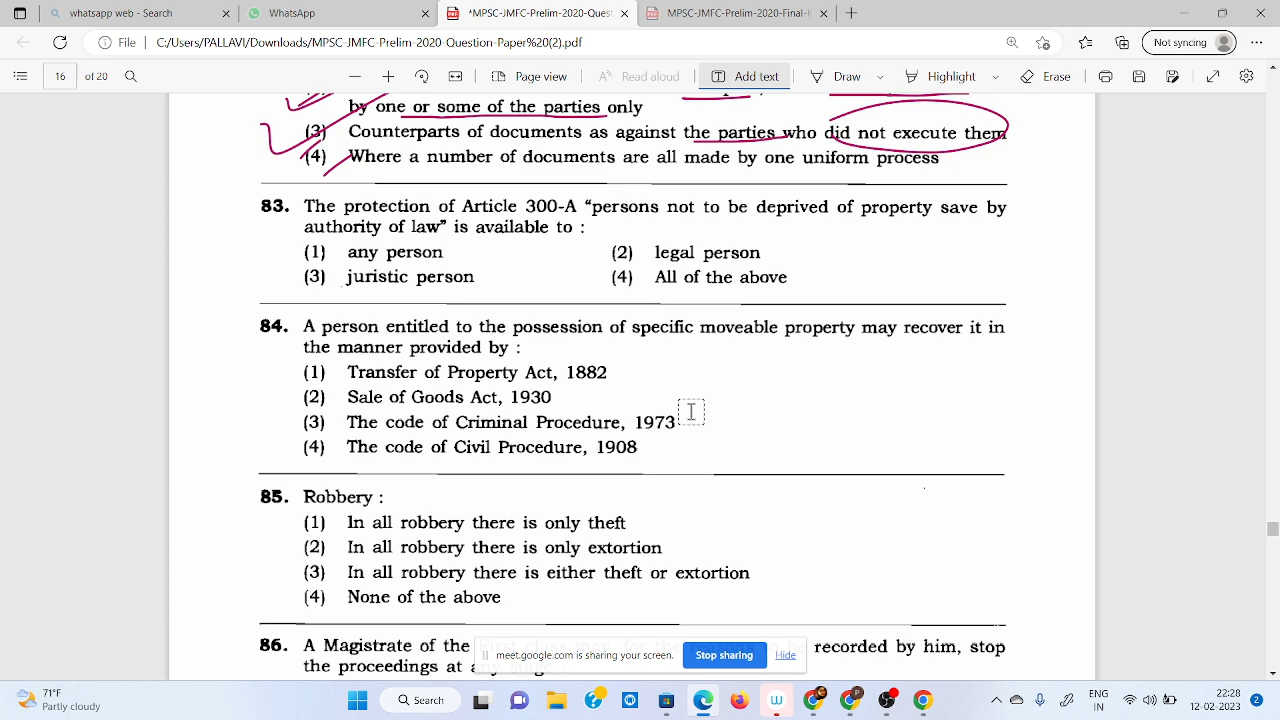 whatsapp web - Search
WhatsApp
*MPSC-JMFC-Prelim-2020-Quest
MPSC-JMFC-Prelim-2020-Final-
File
C:/Users/PALLAVI/Downloads/MPSC JMFC-Prelim-2020 Question-Paper%20(2).pdf
Not syncing
16 of 20
Page view
Read aloud
Add text
Draw
Highlight
Erase
by one or some of the parties only
(3) Counterparts of documents as against the parties who did not execute them
(4) Where a number of documents are all made by one uniform process
83. The protection of Article 300-A “persons not to be deprived of property save by
authority of law” is available to :
(1) any person (2) legal person
(3) juristic person (4) All of the above
84. A person entitled to the possession of specific moveable property may recover it in
the manner provided by :
(1) Transfer of Property Act, 1882
(2) Sale of Goods Act, 1930
(3) The code of Criminal Procedure, 1973
(4) The code of Civil Procedure, 1908
85. Robbery :
(1) In all robbery there is only theft
(2) In all robbery there is only extortion
(3) In all robbery there is either theft or extortion
(4) None of the above
86. A Magistrate of the recorded by him, stop
the proceedings at any stage
meet.google.com is sharing your screen. Stop sharing Hide
71°F
Partly cloudy
Search
ENG
IN
22:28
12-02-2023
2